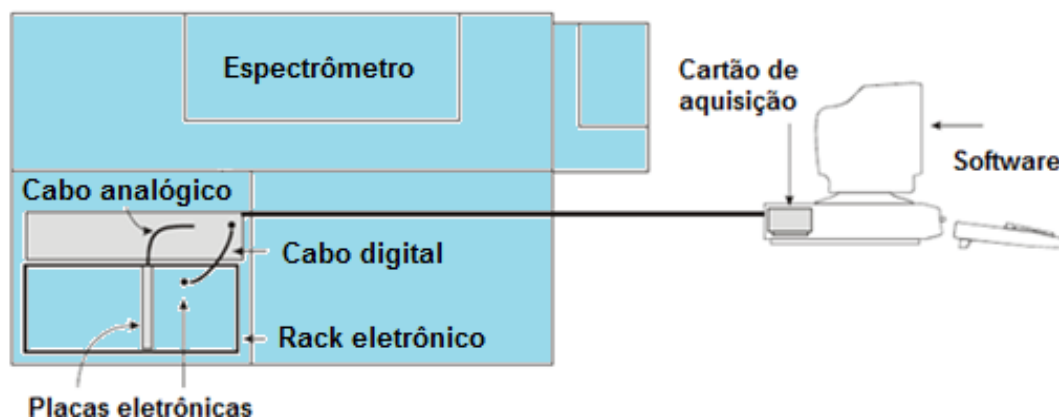 Espectrômetro
Cartão de
aquisição
Software
Cabo analógico
Cabo digital
Rack eletrônico
Placas eletrônicas